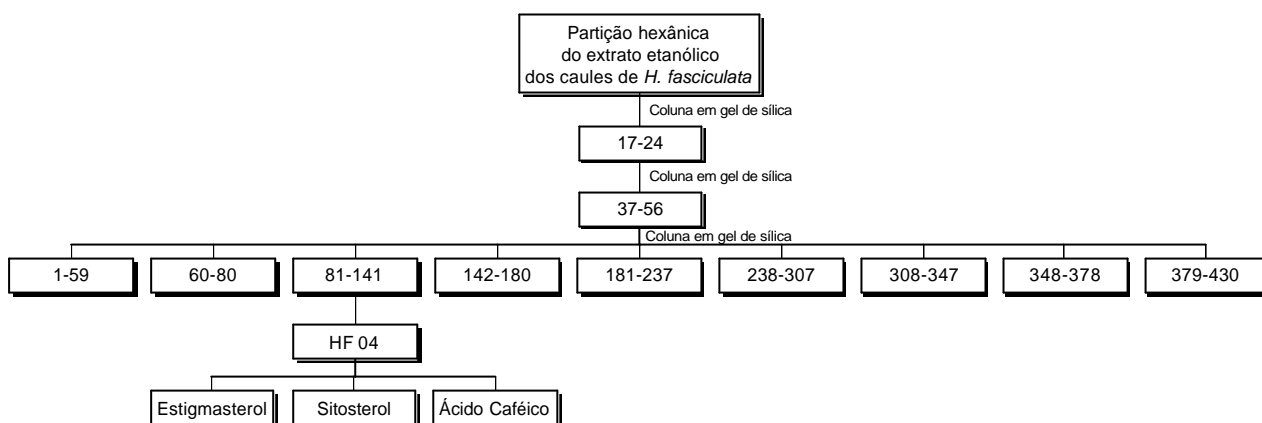 Partição hexânica
do extrato etanólico
dos caules de H. fasciculata
Coluna em gel de sílica
17-24
Coluna em gel de sílica
37-56
Coluna em gel de sílica
1-59
60-80
81-141
142-180
181-237
238-307
308-347
348-378
379-430
HF 04
Estigmasterol
Sitosterol
Ácido Caféico